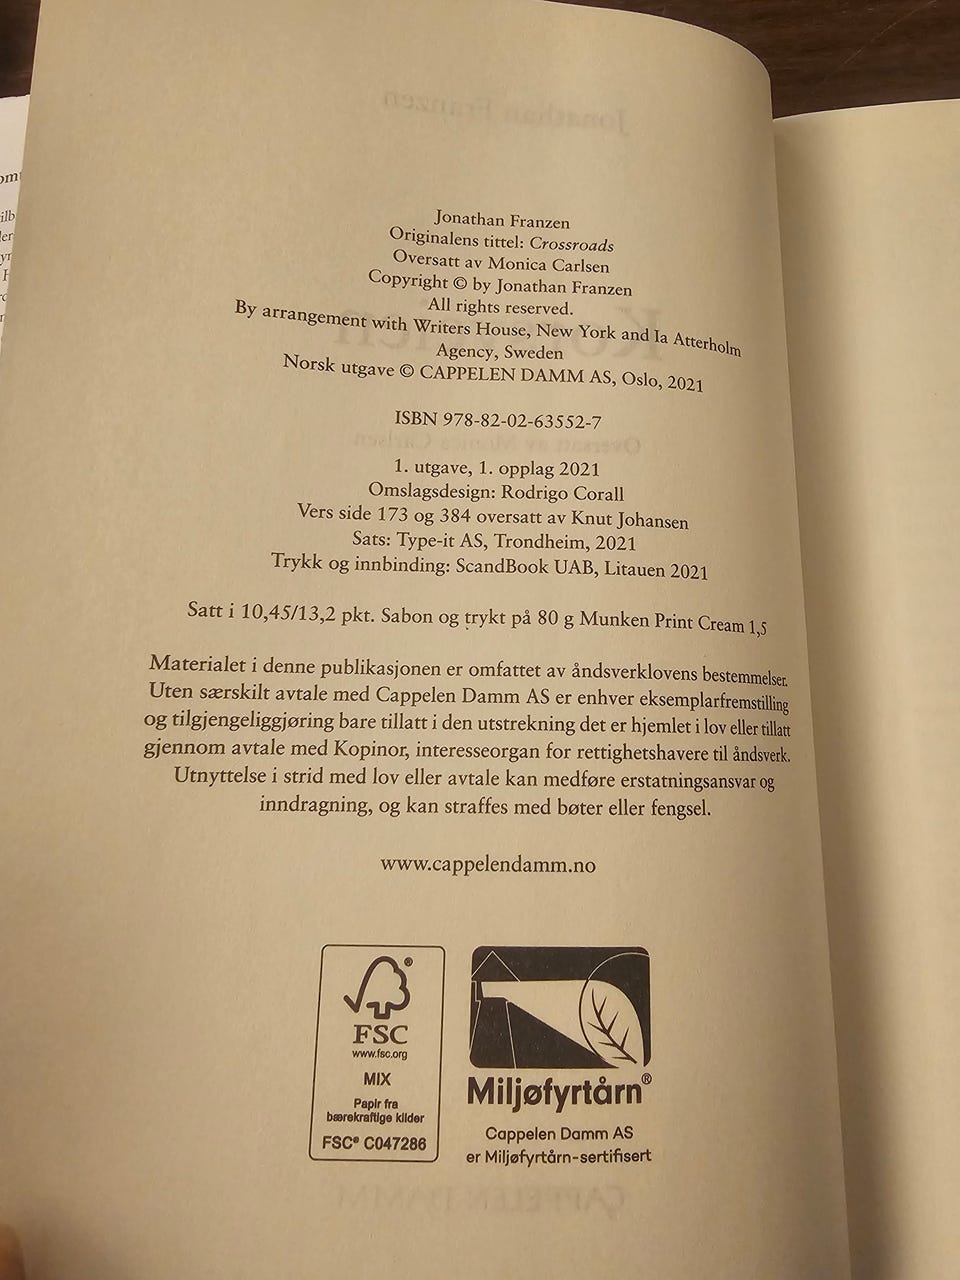 Jonathan Franzen
Originalens tittel: Crossroads
Oversatt av Monica Carlsen
Copyright © by Jonathan Franzen
All rights reserved.
By arrangement with Writers House, New York and Ia Atterholm
Agency, Sweden
Norsk utgave © CAPPELEN DAMM AS, Oslo, 2021
ISBN 978-82-02-63552-7
1. utgave, 1. opplag 2021
Omslagsdesign: Rodrigo Corall
Vers side 173 og 384 oversatt av Knut Johansen
Sats: Type-it AS, Trondheim, 2021
Trykk og innbinding: ScandBook UAB, Litauen 2021
Satt i 10,45/13,2 pkt. Sabon og trykt på 80 g Munken Print Cream 1,5
Materialet i denne publikasjonen er omfattet av åndsverklovens bestemmelser.
Uten særskilt avtale med Cappelen Damm AS er enhver eksemplarfremstilling
og tilgjengeliggjøring bare tillatt i den utstrekning det er hjemlet i lov eller tillatt
gjennom avtale med Kopinor, interesseorgan for rettighetshavere til åndsverk.
Utnyttelse i strid med lov eller avtale kan medføre erstatningsansvar og
inndragning, og kan straffes med bøter eller fengsel.
www.cappelendamm.no
FSC
www.fsc.org
MIX
Papir fra
bærekraftige kilder
FSC® C047286
Miljøfyrtårn®
Cappelen Damm AS
er Miljøfyrtårn-sertifisert